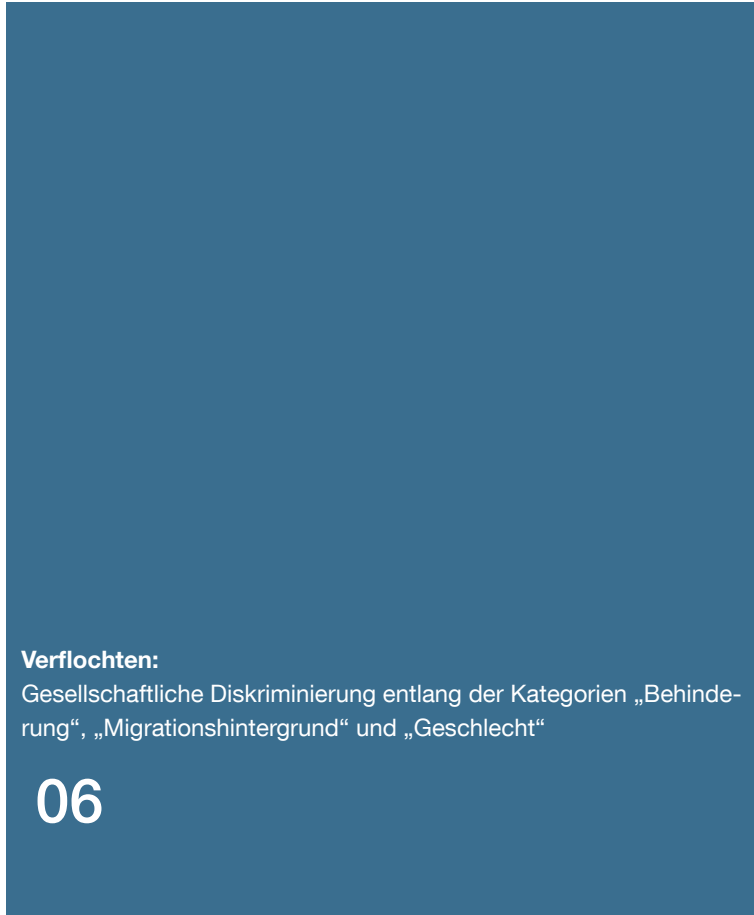 Verflochten:
Gesellschaftliche Diskriminierung entlang der Kategorien „Behinde-
rung“, „Migrationshintergrund“ und „Geschlecht“
06